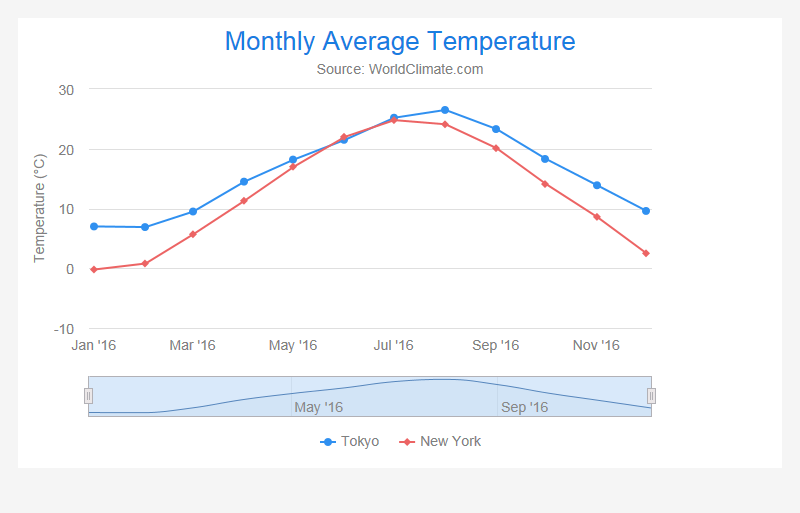 Monthly Average Temperature
Source: WorldClimate.com
Temperature (°C)
30
20
10
0
-10
Jan '16 Mar '16 May '16 Jul '16 Sep '16 Nov '16
May '16 Sep '16
Tokyo New York